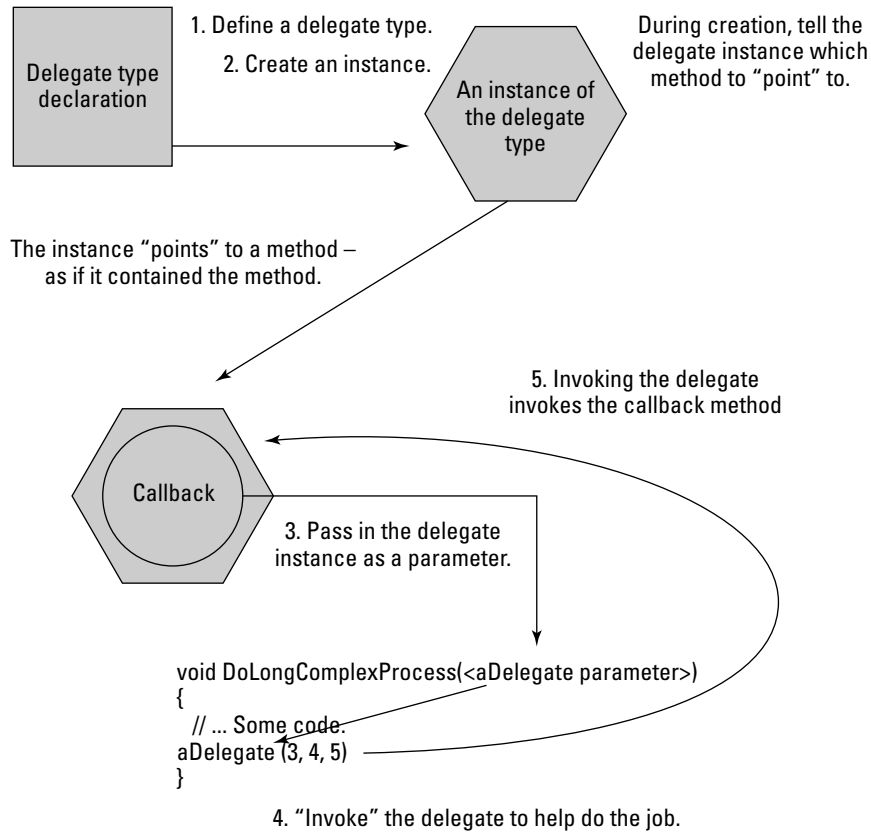 1. Define a delegate type.
2. Create an instance.
During creation, tell the
delegate instance which
method to “point” to.
Delegate type
declaration
An instance of
the delegate
type
The instance “points” to a method –
as if it contained the method.
5. Invoking the delegate
invokes the callback method
Callback
3. Pass in the delegate
instance as a parameter.
void DoLongComplexProcess(<aDelegate parameter>)
{
// ... Some code.
aDelegate (3, 4, 5)
}
4. “Invoke” the delegate to help do the job.